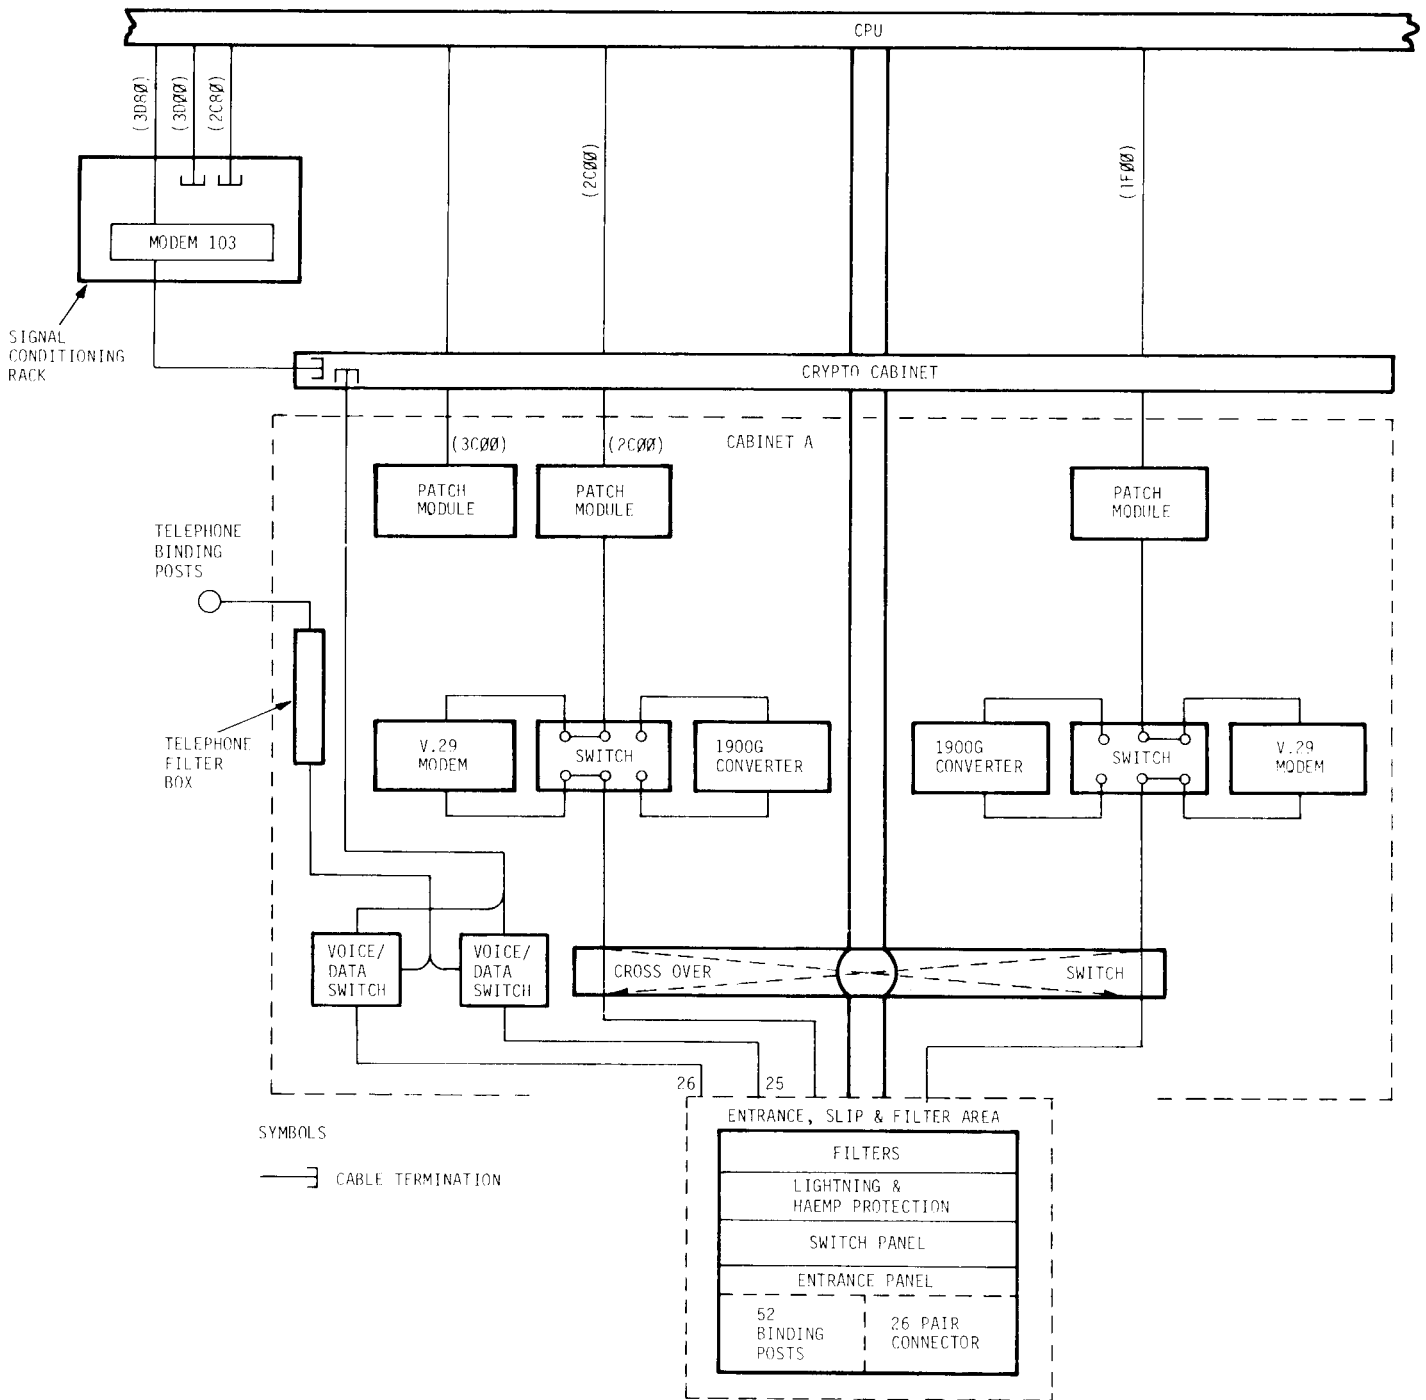 CPU
(3D8Ø)
(3DØØ)
(2C8Ø)
(2CØØ)
(1FØØ)
MODEM 103
SIGNAL
CONDITIONING
RACK
CRYPTO CABINET
(3CØØ)
(2CØØ)
CABINET A
PATCH
MODULE
PATCH
MODULE
PATCH
MODULE
TELEPHONE
BINDING
POSTS
TELEPHONE
FILTER
BOX
V.29
MODEM
SWITCH
1900G
CONVERTER
1900G
CONVERTER
SWITCH
V.29
MODEM
VOICE/
DATA
SWITCH
VOICE/
DATA
SWITCH
CROSS OVER
SWITCH
26
25
ENTRANCE, SLIP & FILTER AREA
FILTERS
LIGHTNING &
HAEMP PROTECTION
SWITCH PANEL
ENTRANCE PANEL
52
BINDING
POSTS
26 PAIR
CONNECTOR
SYMBOLS
CABLE TERMINATION